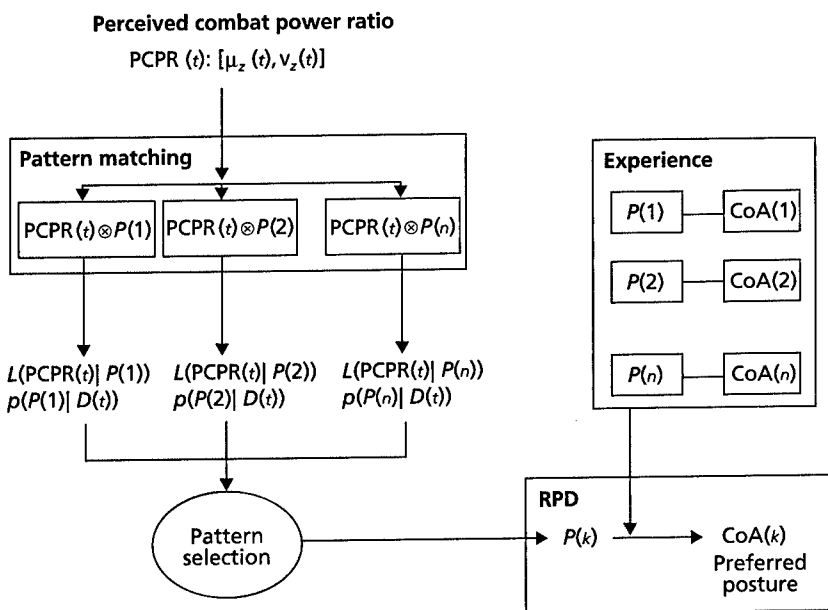 Perceived combat power ratio
PCPR (t): [μz (t), vz(t)]
Pattern matching
PCPR(t)⊗P(1)
PCPR(t)⊗P(2)
PCPR(t)⊗P(n)
L(PCPR(t)| P(1))
p(P(1)| D(t))
L(PCPR(t)| P(2))
p(P(2)| D(t))
L(PCPR(t)| P(n))
p(P(n)| D(t))
Pattern
selection
Experience
P(1)
CoA(1)
P(2)
CoA(2)
P(n)
CoA(n)
RPD
P(k)
CoA(k)
Preferred
posture